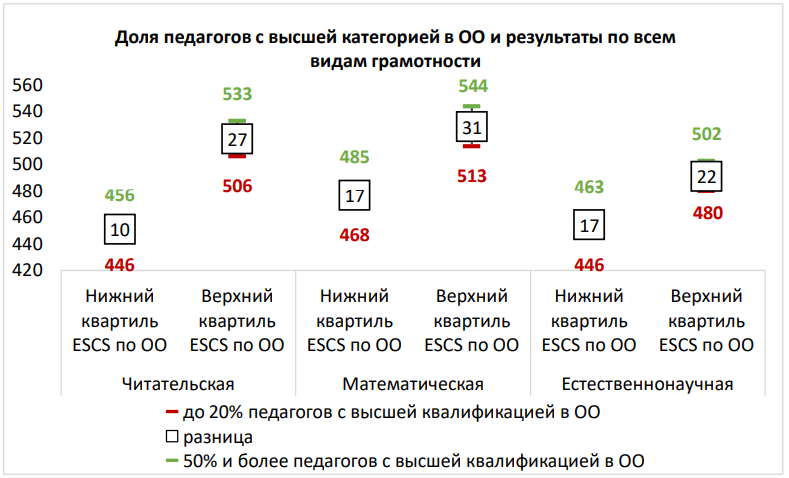 Доля педагогов с высшей категорией в ОО и результаты по всем
видам грамотности
560
540
520
500
480
460
440
420
456
10
446
533
27
506
485
17
468
544
31
513
463
17
446
502
22
480
Нижний
квартиль
ESCS по ОО
Верхний
квартиль
ESCS по ОО
Нижний
квартиль
ESCS по ОО
Верхний
квартиль
ESCS по ОО
Нижний
квартиль
ESCS по ОО
Верхний
квартиль
ESCS по ОО
Читательская
Математическая
Естественнонаучная
до 20% педагогов с высшей квалификацией в ОО
разница
50% и более педагогов с высшей квалификацией в ОО